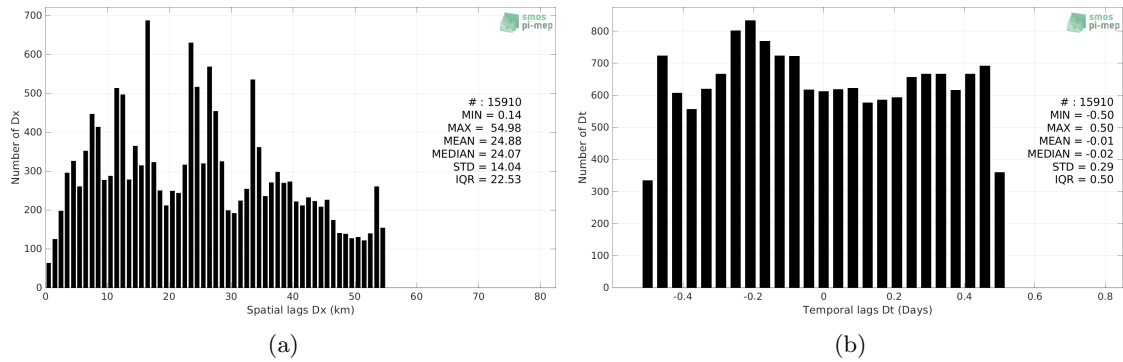 smos
pi-mep
Number of Dx
700
600
500
400
300
200
100
0
# : 15910
MIN = 0.14
MAX = 54.98
MEAN = 24.88
MEDIAN = 24.07
STD = 14.04
IQR = 22.53
0 10 20 30 40 50 60 70 80
Spatial lags Dx (km)
(a)
smos
pi-mep
Number of Dt
800
700
600
500
400
300
200
100
0
# : 15910
MIN = -0.50
MAX = 0.50
MEAN = -0.01
MEDIAN = -0.02
STD = 0.29
IQR = 0.50
-0.4 -0.2 0 0.2 0.4 0.6 0.8
Temporal lags Dt (Days)
(b)